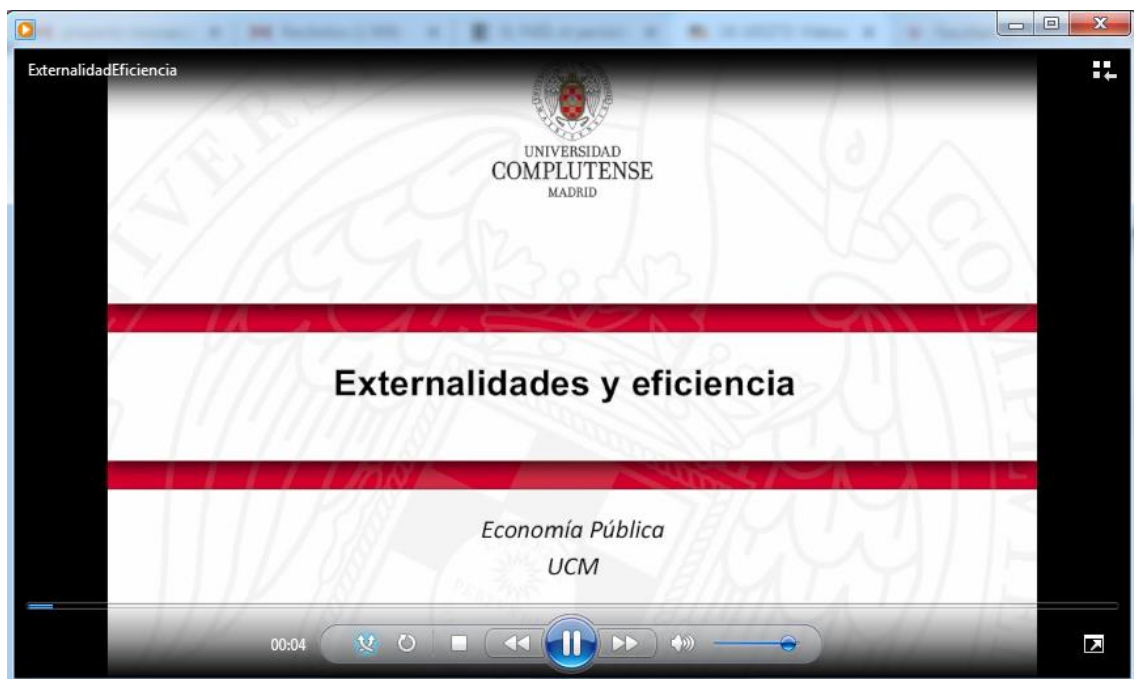 ExternalidadEficiencia
UNIVERSIDAD
COMPLUTENSE
MADRID
Externalidades y eficiencia
Economía Pública
UCM
00:04